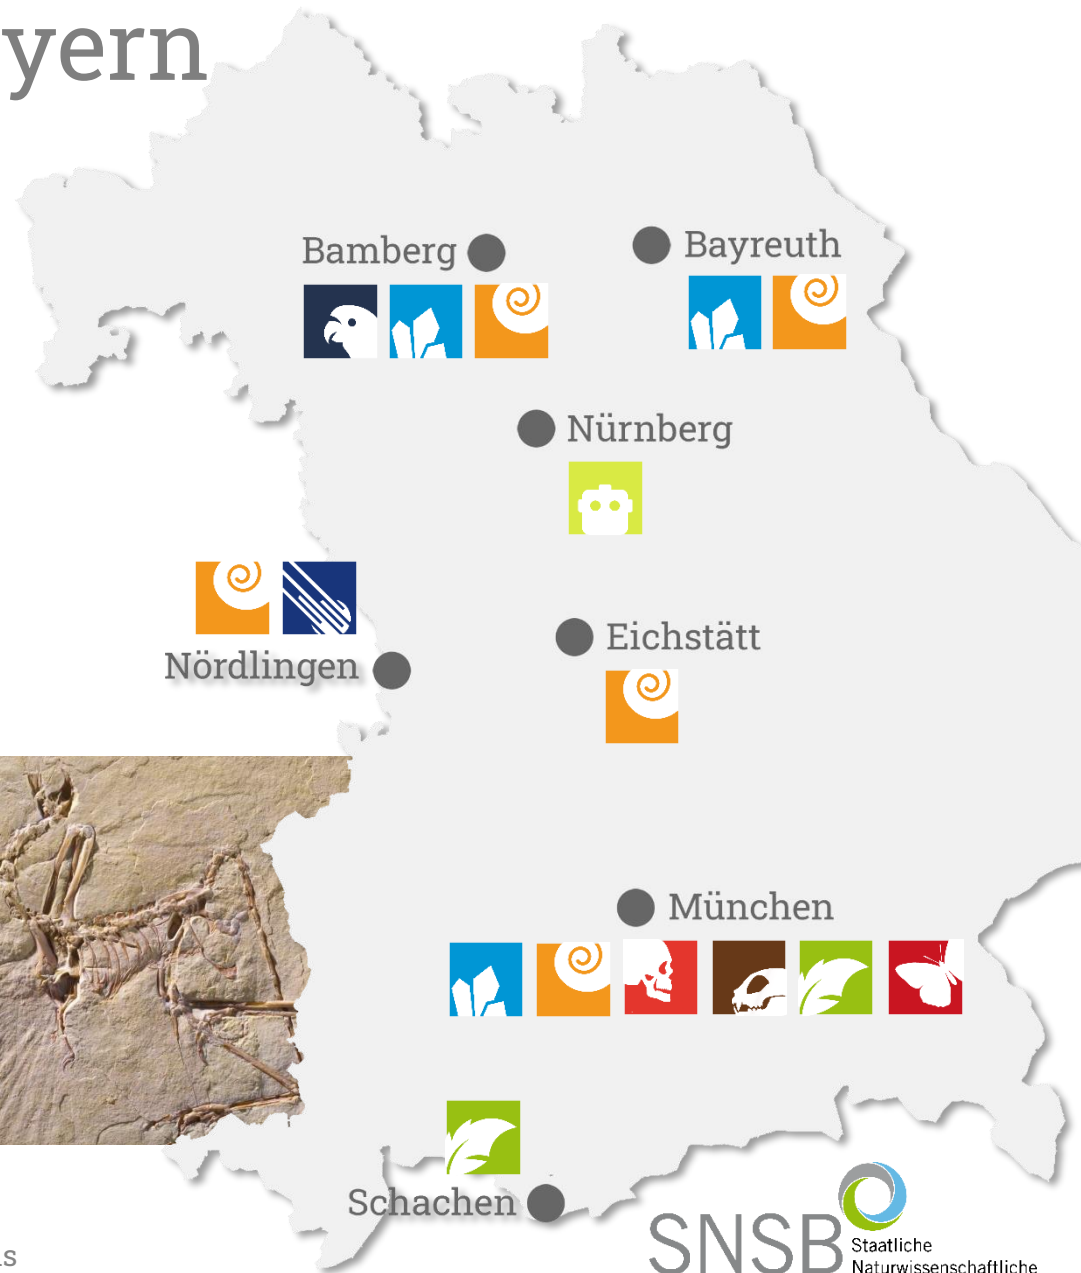 yern
Bamberg
Bayreuth
Nürnberg
Nördlingen
Eichstätt
München
Schachen
SNSB
Staatliche
Naturwissenschaftliche